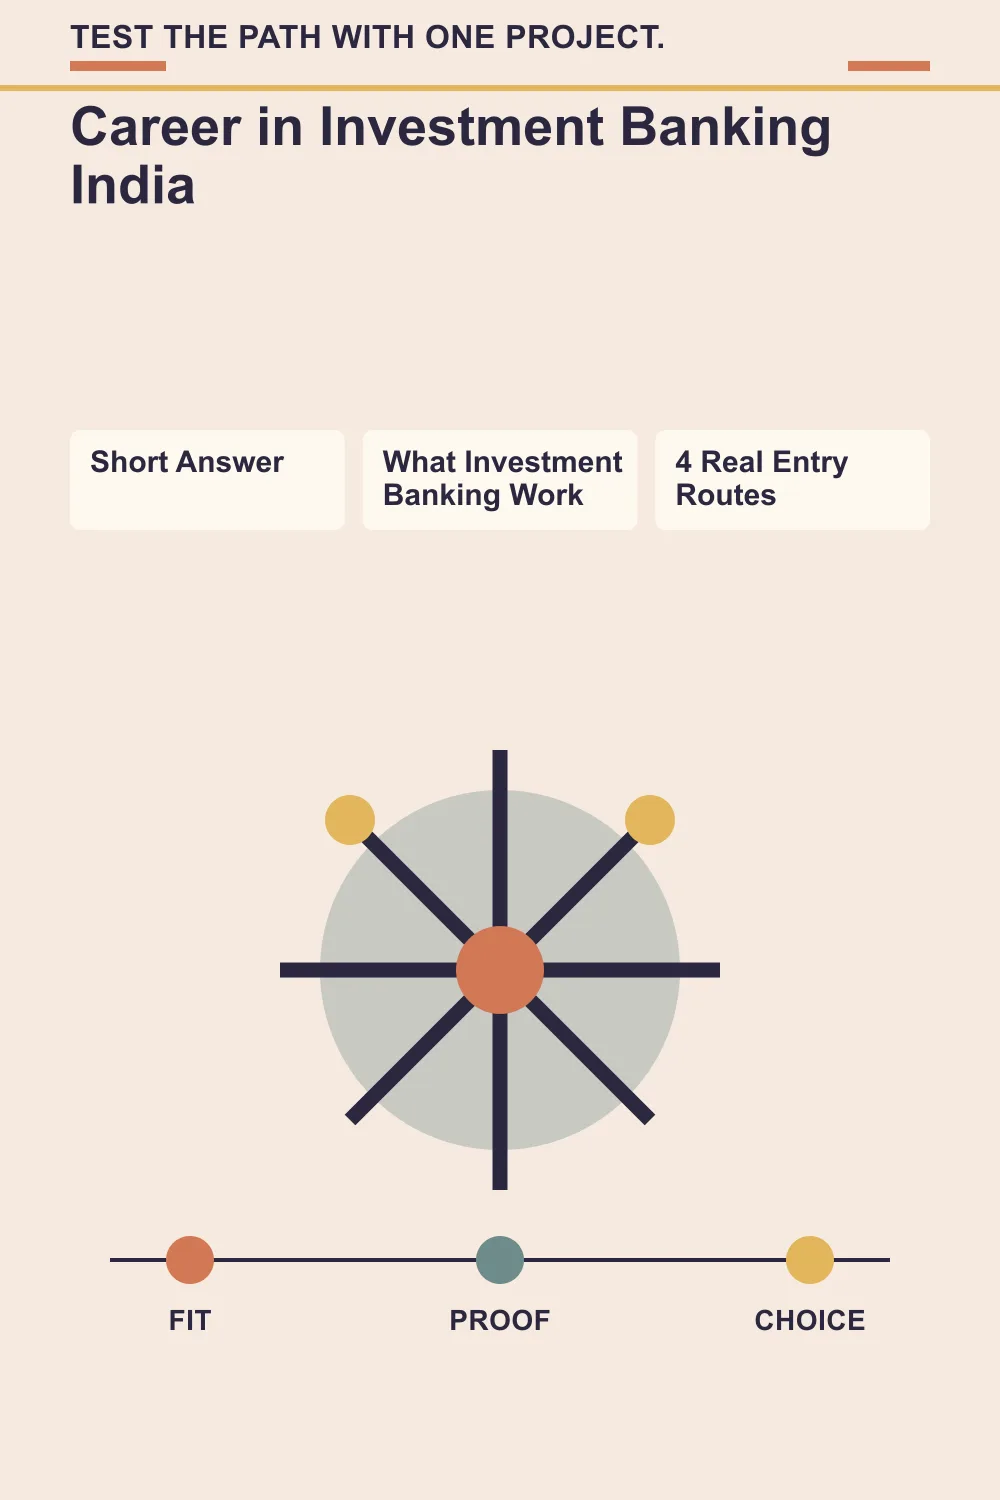 TEST THE PATH WITH ONE PROJECT.
Career in Investment Banking
India
Short Answer
What Investment
Banking Work
4 Real Entry
Routes
FIT
PROOF
CHOICE